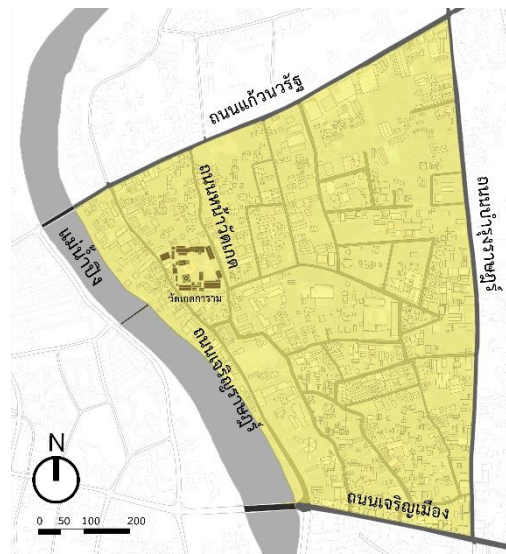 ถนนแก้วนวรัฐ
ถนนหน้าวัดเกต
ถนนบำรุงราษฎร์
แม่น้ำปิง
วัดเกตการาม
ถนนเจริญราษฎร์
ถนนเจริญเมือง
N
0 50 100 200